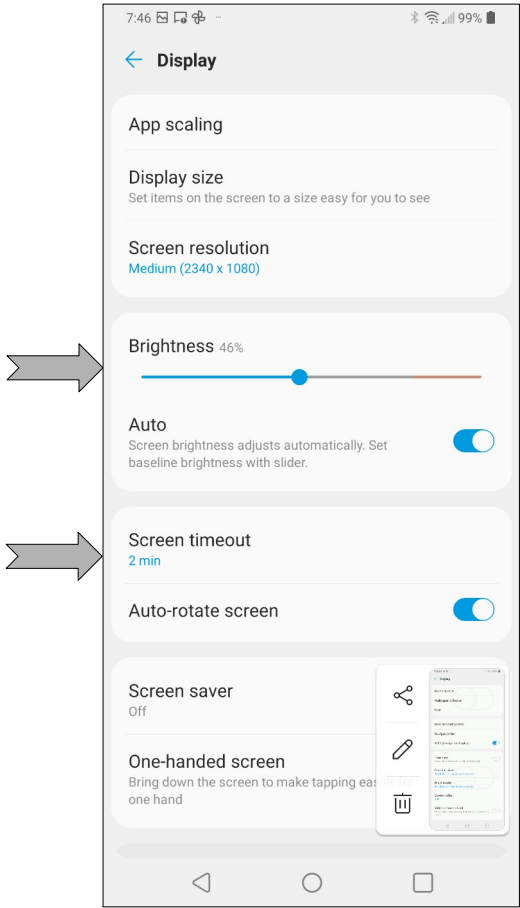 7:46 99%
Display
App scaling
Display size
Set items on the screen to a size easy for you to see
Screen resolution
Medium (2340 x 1080)
Brightness 46%
Auto
Screen brightness adjusts automatically. Set
baseline brightness with slider.
Screen timeout
2 min
Auto-rotate screen
Screen saver
Off
One-handed screen
Bring down the screen to make tapping easier for
one hand
Display